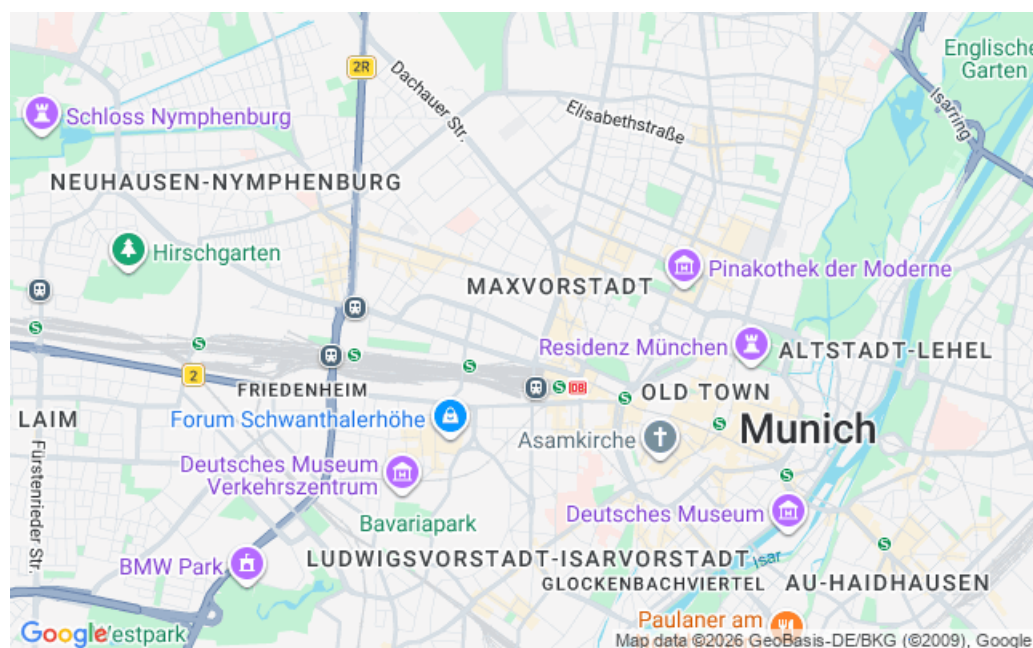 Englische
Garten
2R
Dachauer Str.
Isarring
Elisabethstraße
Schloss Nymphenburg
NEUHAUSEN-NYMPHENBURG
Hirschgarten
Pinakothek der Moderne
MAXVORSTADT
S
S
S
Residenz München
ALTSTADT-LEHEL
S
2
FRIEDENHEIM
S
DB
OLD TOWN
S
LAIM
Forum Schwanthalerhöhe
Asamkirche
S
Munich
Fürstenrieder Str.
Deutsches Museum
Verkehrszentrum
S
Deutsches Museum
Bavariapark
S
BMW Park
LUDWIGSVORSTADT-ISARVORSTADT
Isar
GLOCKENBACHVIERTEL
AU-HAIDHAUSEN
Paulaner am
Google
Westpark
Map data ©2026 GeoBasis-DE/BKG (©2009), Google